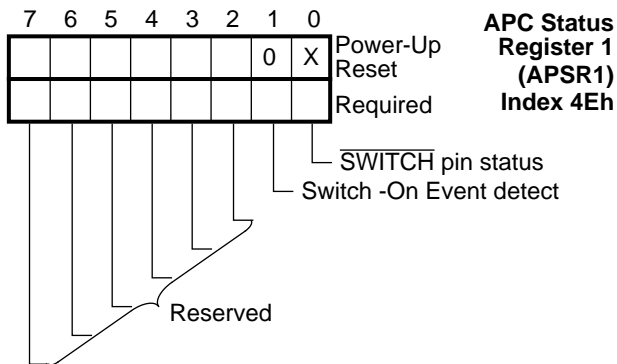 7 6 5 4 3 2 1 0
0 X
Power-Up
Reset
Required
APC Status
Register 1
(APSR1)
Index 4Eh
SWITCH pin status
Switch -On Event detect
Reserved